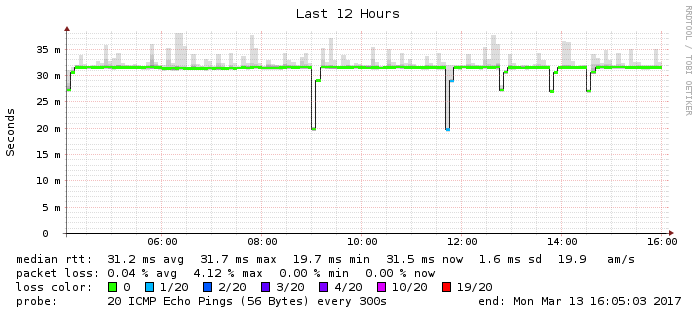 Last 12 Hours
RRDTOOL / TOBI OETIKER
Seconds
35 m
30 m
25 m
20 m
15 m
10 m
5 m
0
06:00 08:00 10:00 12:00 14:00 16:00
median rtt: 31.2 ms avg 31.7 ms max 19.7 ms min 31.5 ms now 1.6 ms sd 19.9 am/s
packet loss: 0.04 % avg 4.12 % max 0.00 % min 0.00 % now
loss color: 0 1/20 2/20 3/20 4/20 10/20 19/20
probe: 20 ICMP Echo Pings (56 Bytes) every 300s end: Mon Mar 13 16:05:03 2017